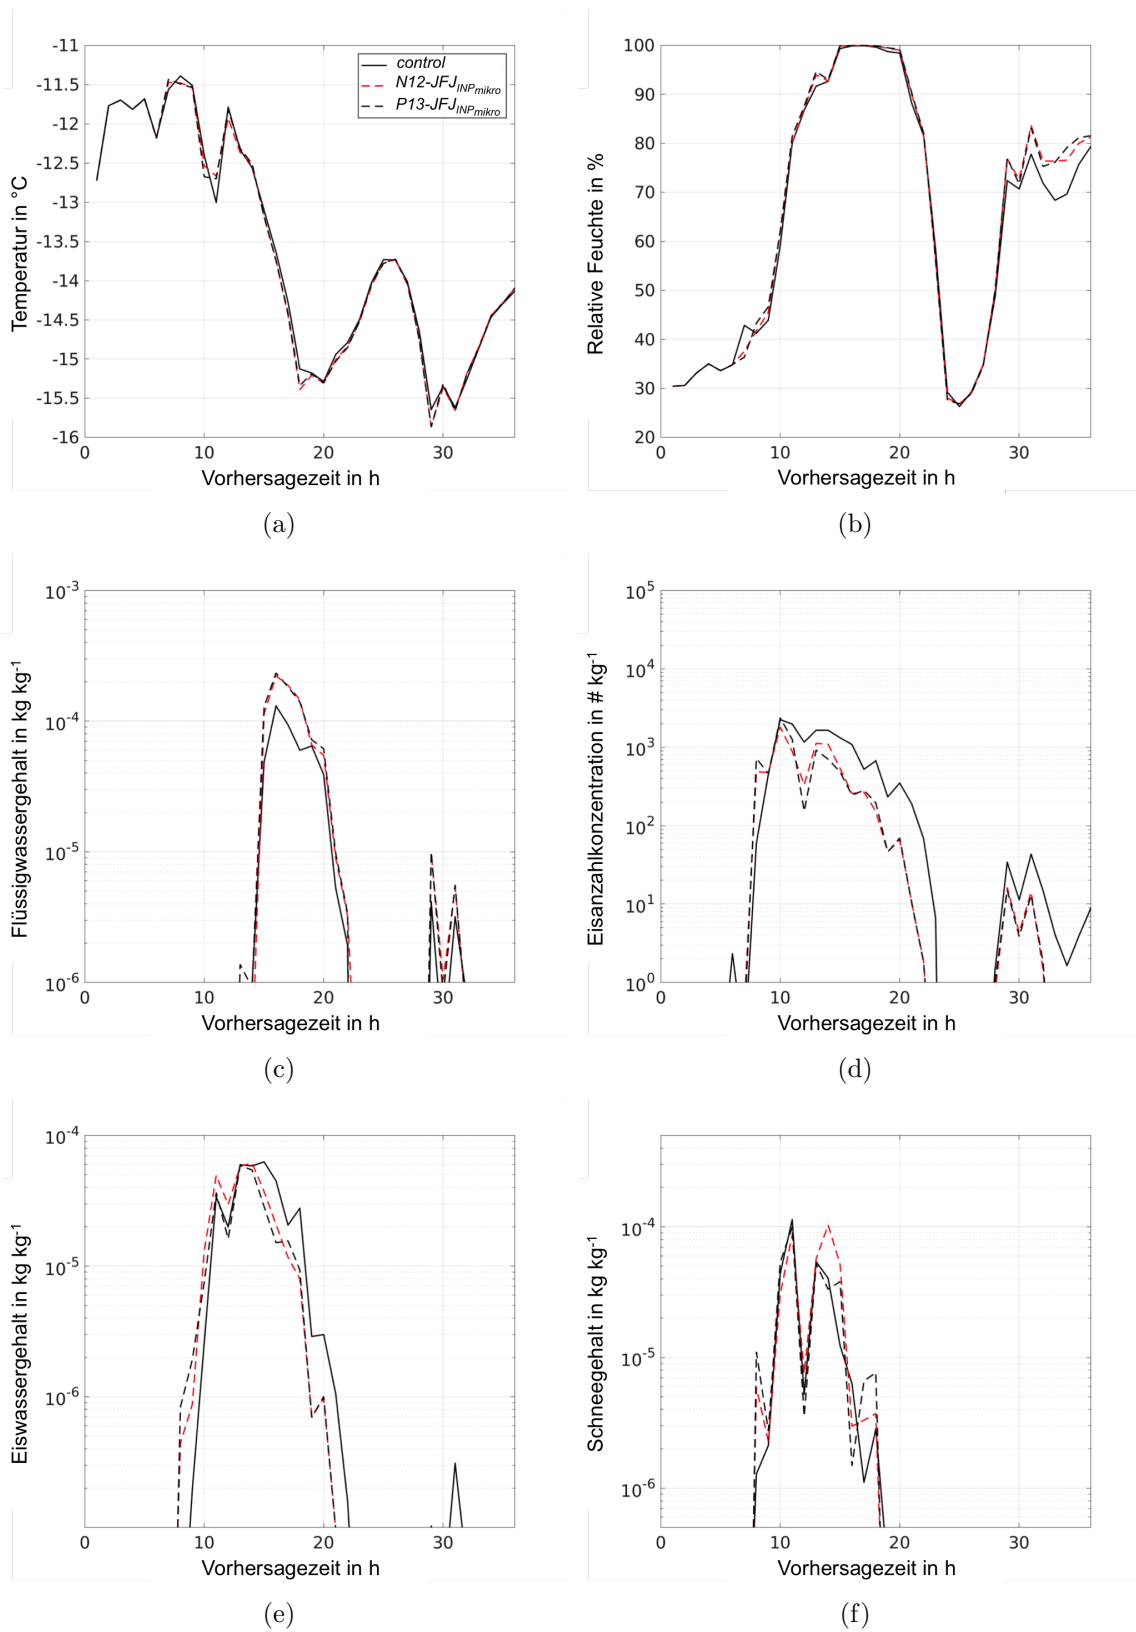 -11
-11.5
-12
-12.5
-13
-13.5
-14
-14.5
-15
-15.5
-16
Temperatur in °C
control
N12-JFJ_INP_mikro
P13-JFJ_INP_mikro
0 10 20 30
Vorhersagezeit in h
(a)
100
90
80
70
60
50
40
30
20
Relative Feuchte in %
0 10 20 30
Vorhersagezeit in h
(b)
10^-3
10^-4
10^-5
10^-6
Flüssigwassergehalt in kg kg^-1
0 10 20 30
Vorhersagezeit in h
(c)
10^5
10^4
10^3
10^2
10^1
10^0
Eisanzahlkonzentration in # kg^-1
0 10 20 30
Vorhersagezeit in h
(d)
10^-4
10^-5
10^-6
Eiswassergehalt in kg kg^-1
0 10 20 30
Vorhersagezeit in h
(e)
10^-4
10^-5
10^-6
Schneegehalt in kg kg^-1
0 10 20 30
Vorhersagezeit in h
(f)